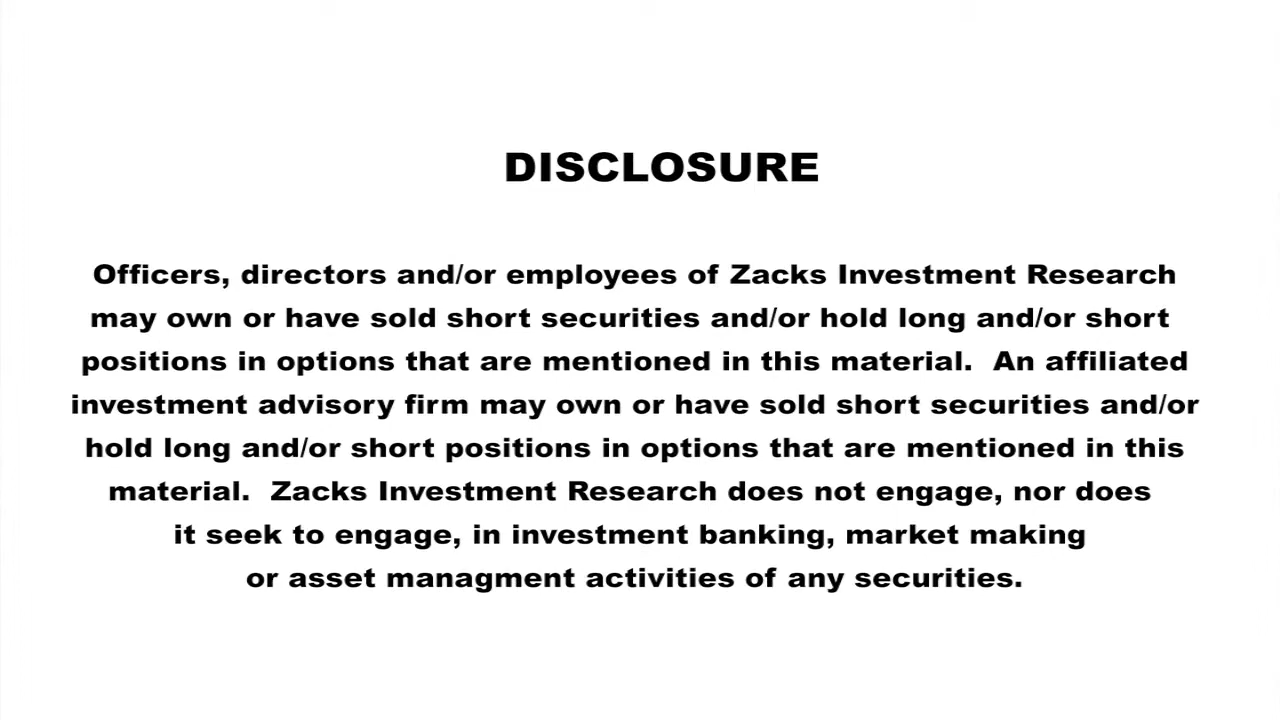 DISCLOSURE
Officers, directors and/or employees of Zacks Investment Research
may own or have sold short securities and/or hold long and/or short
positions in options that are mentioned in this material.  An affiliated
investment advisory firm may own or have sold short securities and/or
hold long and/or short positions in options that are mentioned in this
material.  Zacks Investment Research does not engage, nor does
it seek to engage, in investment banking, market making
or asset managment activities of any securities.